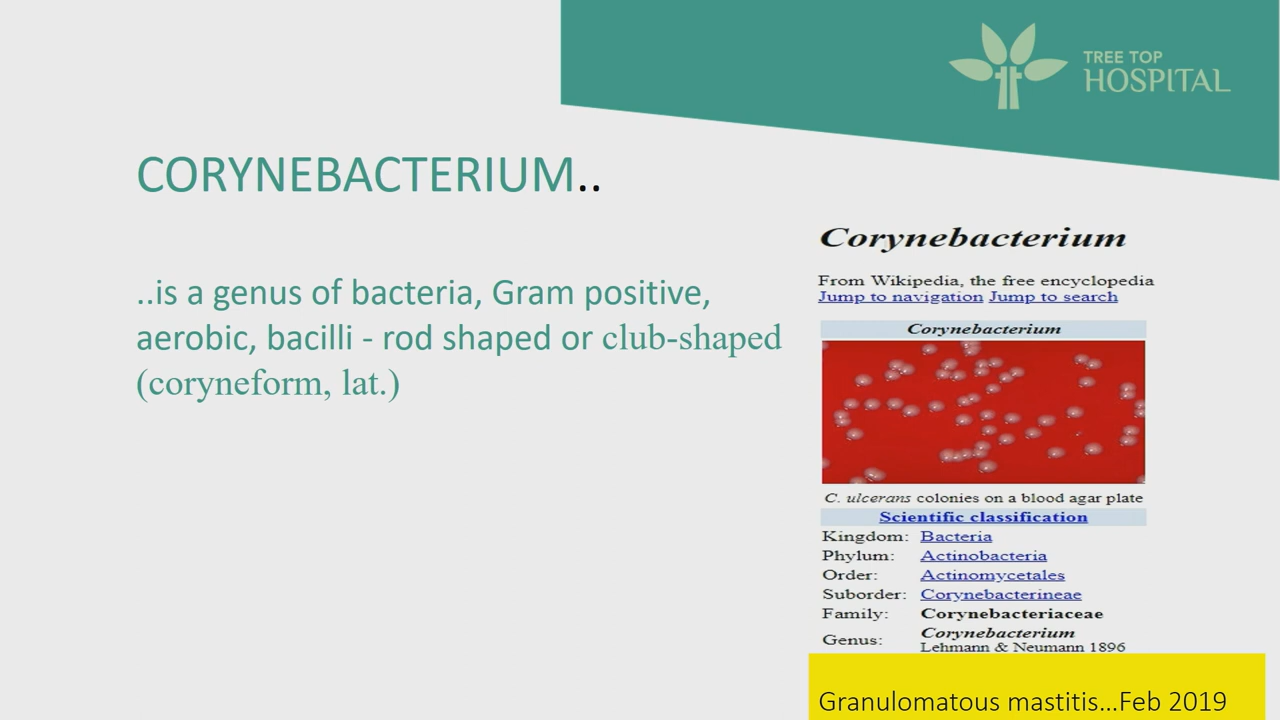 TREE TOP
HOSPITAL
CORYNEBACTERIUM..
..is a genus of bacteria, Gram positive,
aerobic, bacilli - rod shaped or club-shaped
(coryneform, lat.)
Corynebacterium
From Wikipedia, the free encyclopedia
Jump to navigation Jump to search
Corynebacterium
C. ulcerans colonies on a blood agar plate
Scientific classification
Kingdom: Bacteria
Phylum: Actinobacteria
Order: Actinomycetales
Suborder: Corynebacterineae
Family: Corynebacteriaceae
Genus: Corynebacterium
Lehmann & Neumann 1896
Granulomatous mastitis...Feb 2019